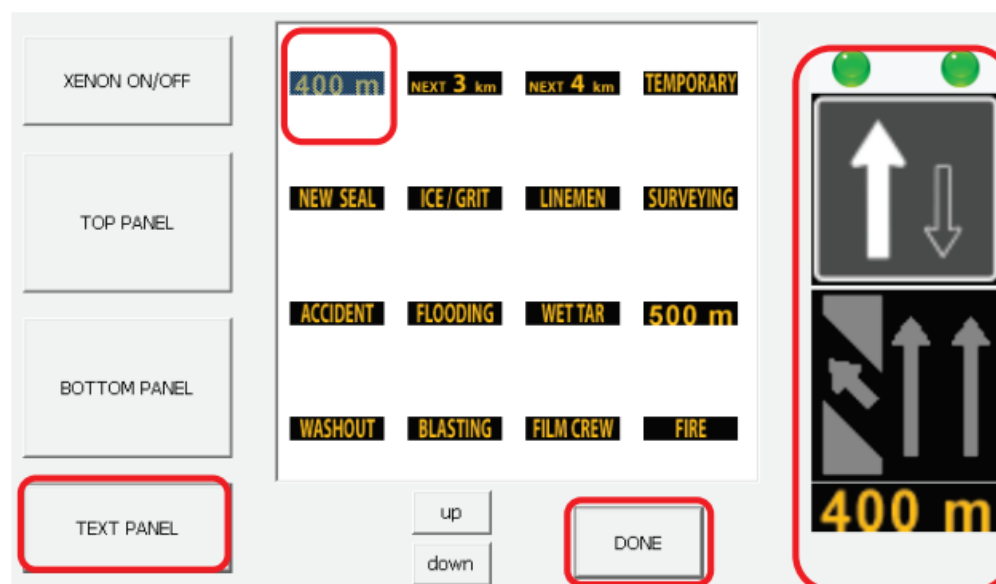 XENON ON/OFF
TOP PANEL
BOTTOM PANEL
TEXT PANEL
400 m NEXT 3 km NEXT 4 km TEMPORARY
NEW SEAL ICE / GRIT LINEMEN SURVEYING
ACCIDENT FLOODING WET TAR 500 m
WASHOUT BLASTING FILM CREW FIRE
up
down
DONE
400 m